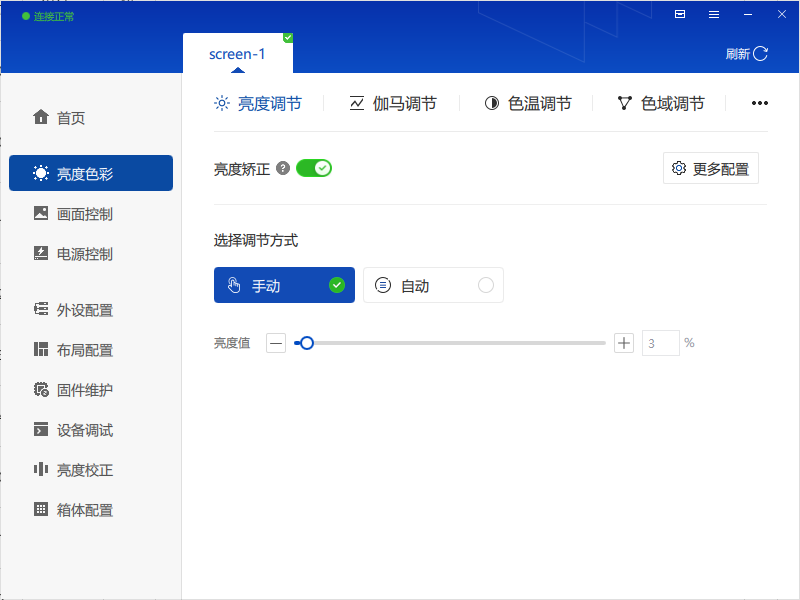 连接正常
screen-1
刷新
首页
亮度色彩
画面控制
电源控制
外设配置
布局配置
固件维护
设备调试
亮度校正
箱体配置
亮度调节
伽马调节
色温调节
色域调节
亮度矫正
更多配置
选择调节方式
手动
自动
亮度值
3
%